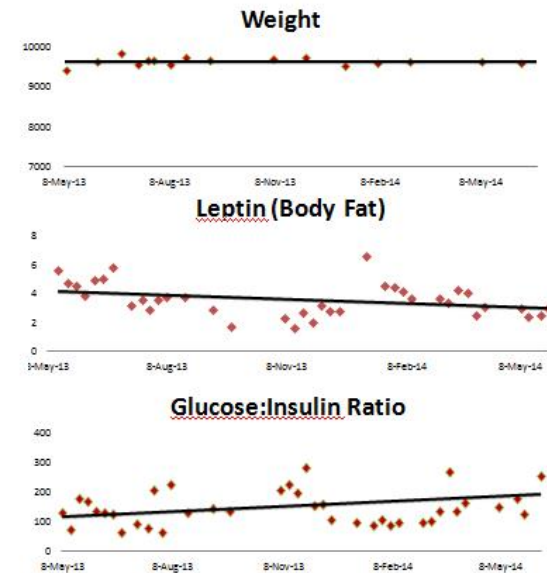 Weight
10000
9000
8000
7000
8-May-13 8-Aug-13 8-Nov-13 8-Feb-14 8-May-14
Leptin (Body Fat)
8
6
4
2
0
8-May-13 8-Aug-13 8-Nov-13 8-Feb-14 8-May-14
Glucose:Insulin Ratio
400
300
200
100
0
8-May-13 8-Aug-13 8-Nov-13 8-Feb-14 8-May-14